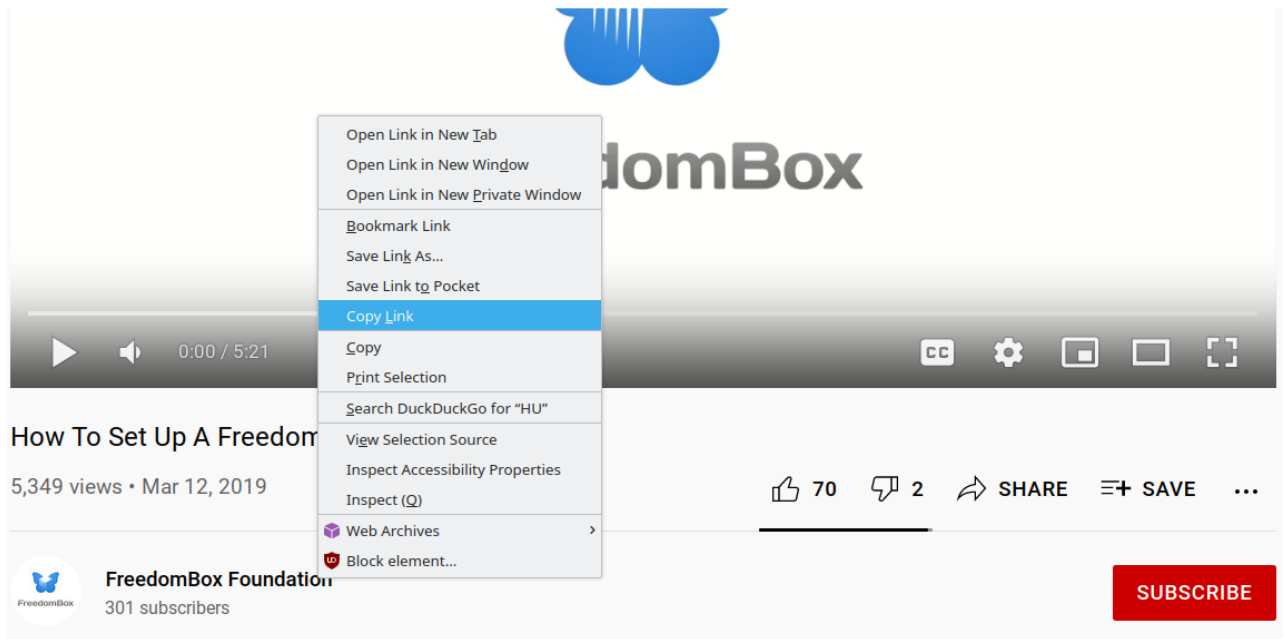 domBox
Open Link in New Tab
Open Link in New Window
Open Link in New Private Window
Bookmark Link
Save Link As...
Save Link to Pocket
Copy Link
Copy
Print Selection
Search DuckDuckGo for “HU”
View Selection Source
Inspect Accessibility Properties
Inspect (Q)
Web Archives
Block element...
0:00 / 5:21
CC
How To Set Up A Freedom
5,349 views • Mar 12, 2019
70 2 SHARE SAVE ...
FreedomBox
FreedomBox Foundation
301 subscribers
SUBSCRIBE